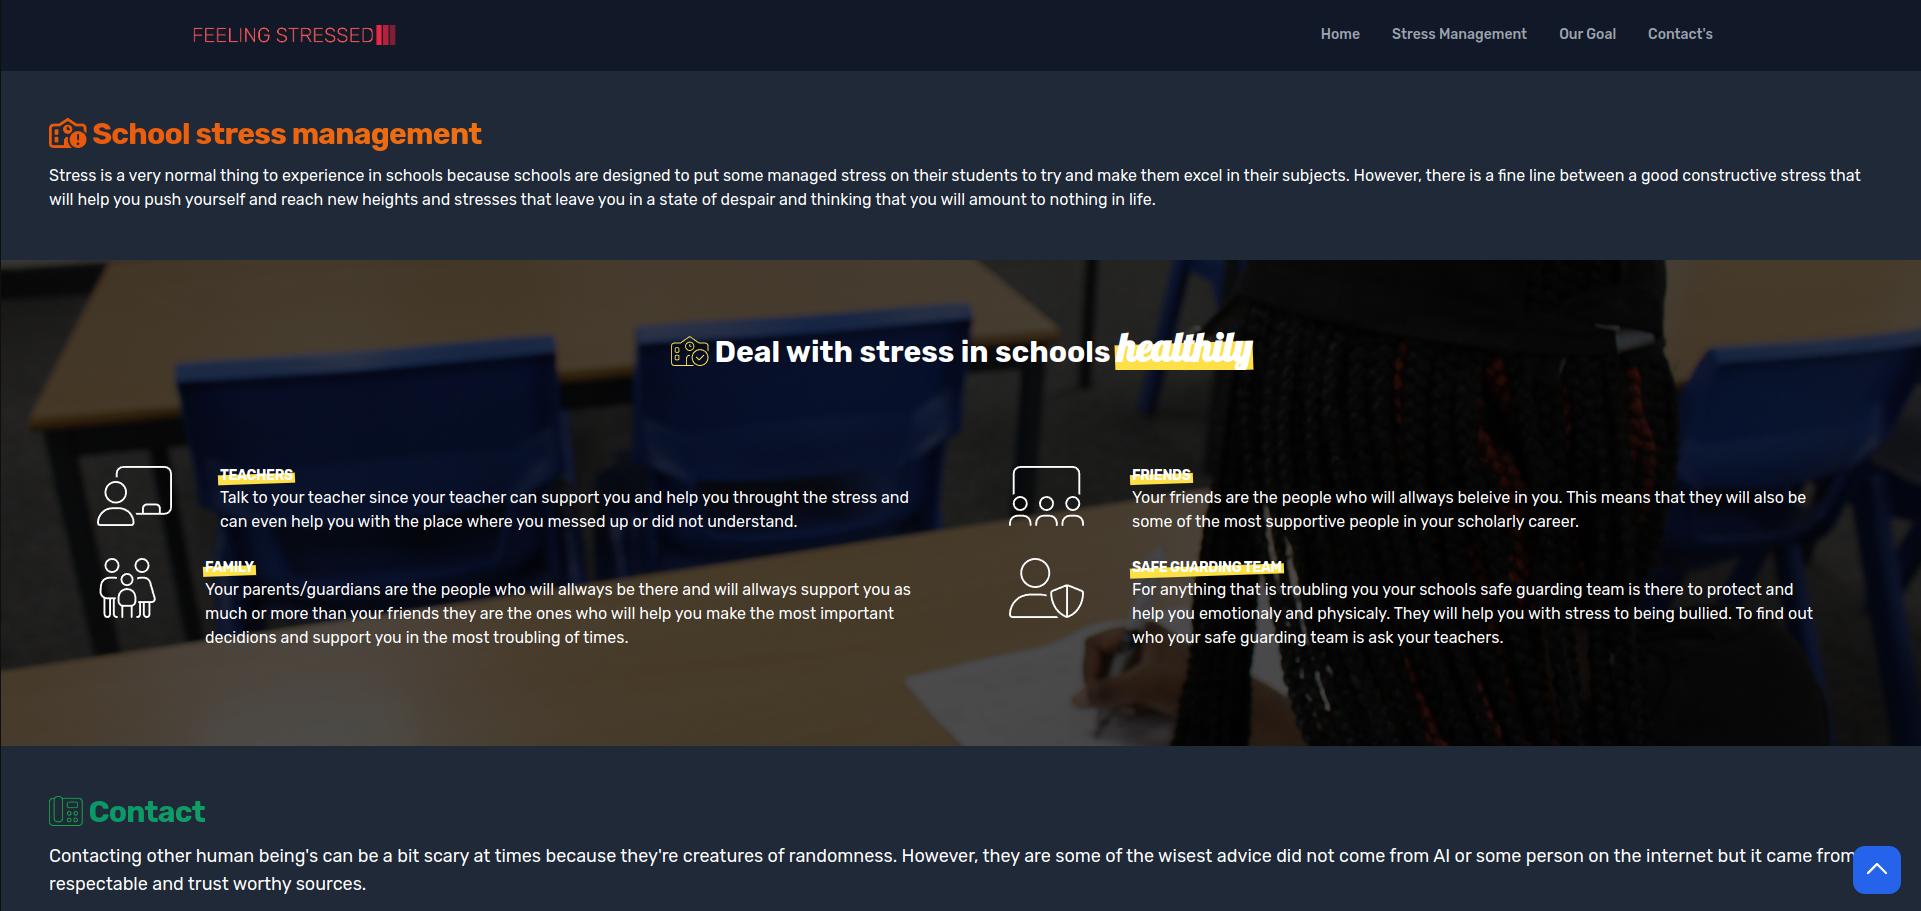 FEELING STRESSED
Home Stress Management Our Goal Contact's
School stress management
Stress is a very normal thing to experience in schools because schools are designed to put some managed stress on their students to try and make them excel in their subjects. However, there is a fine line between a good constructive stress that
will help you push yourself and reach new heights and stresses that leave you in a state of despair and thinking that you will amount to nothing in life.
Deal with stress in schools healthily
TEACHERS
Talk to your teacher since your teacher can support you and help you throught the stress and
can even help you with the place where you messed up or did not understand.
FRIENDS
Your friends are the people who will allways beleive in you. This means that they will also be
some of the most supportive people in your scholarly career.
FAMILY
Your parents/guardians are the people who will allways be there and will allways support you as
much or more than your friends they are the ones who will help you make the most important
decidions and support you in the most troubling of times.
SAFE GUARDING TEAM
For anything that is troubling you your schools safe guarding team is there to protect and
help you emotionaly and physicaly. They will help you with stress to being bullied. To find out
who your safe guarding team is ask your teachers.
Contact
Contacting other human being's can be a bit scary at times because they're creatures of randomness. However, they are some of the wisest advice did not come from AI or some person on the internet but it came from
respectable and trust worthy sources.